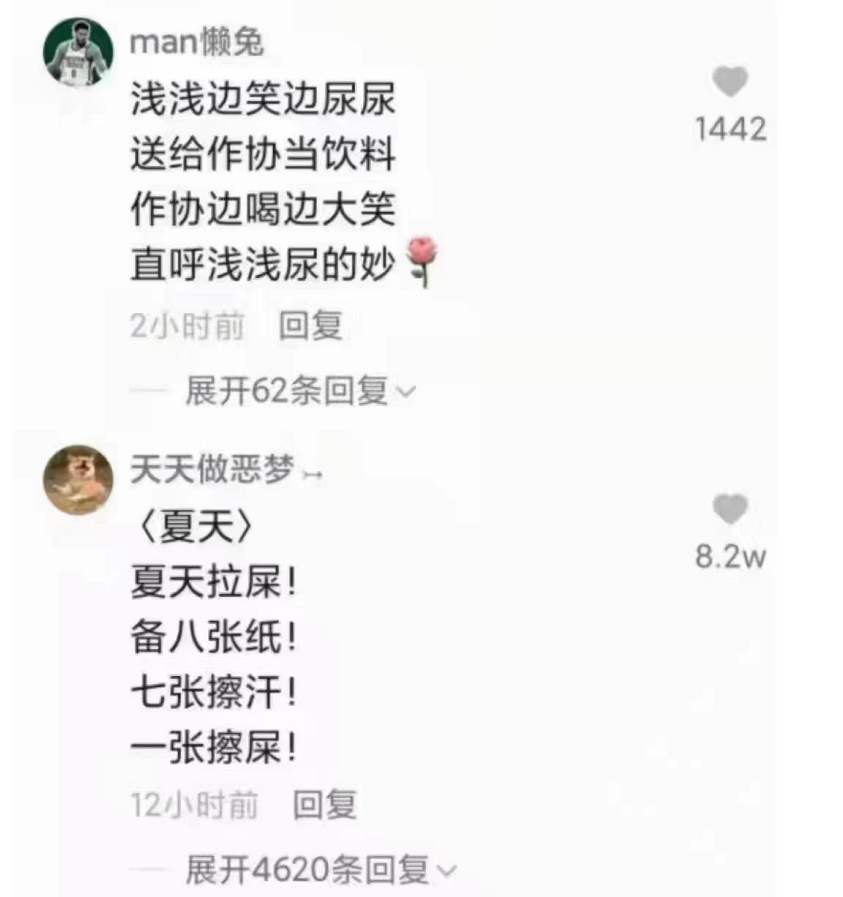 man懒兔
浅浅边笑边尿尿
送给作协当饮料
作协边喝边大笑
直呼浅浅尿的妙🌹
1442
2小时前 回复
展开62条回复
天天做恶梦
〈夏天〉
夏天拉屎!
备八张纸!
七张擦汗!
一张擦屎!
8.2w
12小时前 回复
展开4620条回复